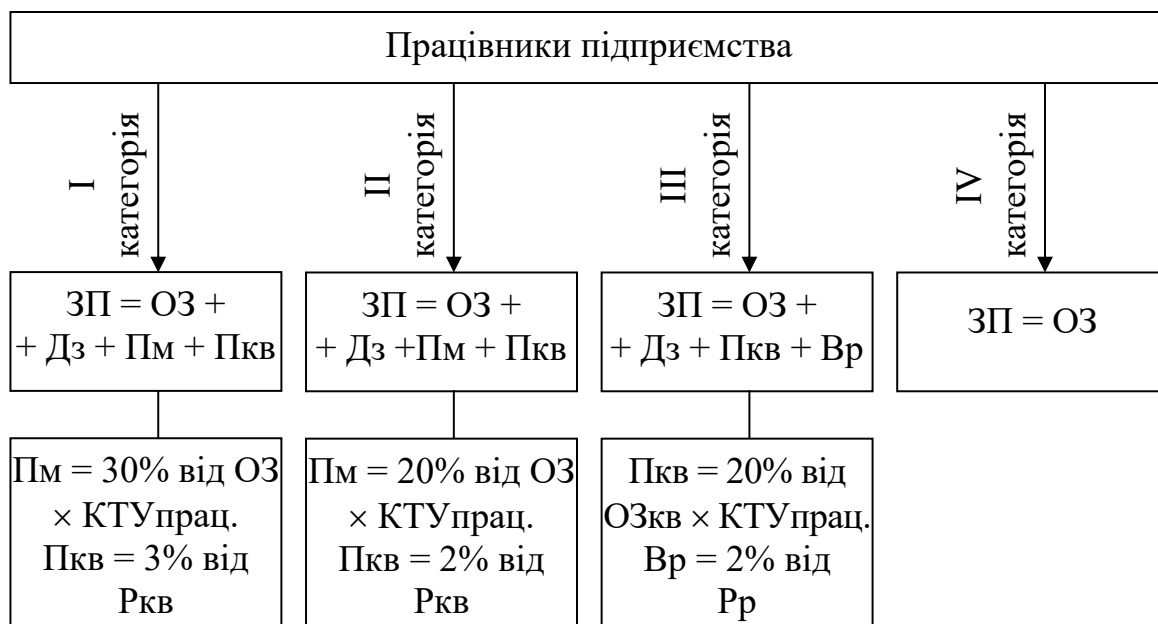 Працівники підприємства
I
категорія
II
категорія
III
категорія
IV
категорія
ЗП = ОЗ +
+ Дз + Пм + Пкв
ЗП = ОЗ +
+ Дз +Пм + Пкв
ЗП = ОЗ +
+ Дз + Пкв + Вр
ЗП = ОЗ
Пм = 30% від ОЗ
× КТУпрац.
Пкв = 3% від
Ркв
Пм = 20% від ОЗ
× КТУпрац.
Пкв = 2% від
Ркв
Пкв = 20% від
ОЗкв × КТУпрац.
Вр = 2% від
Рр